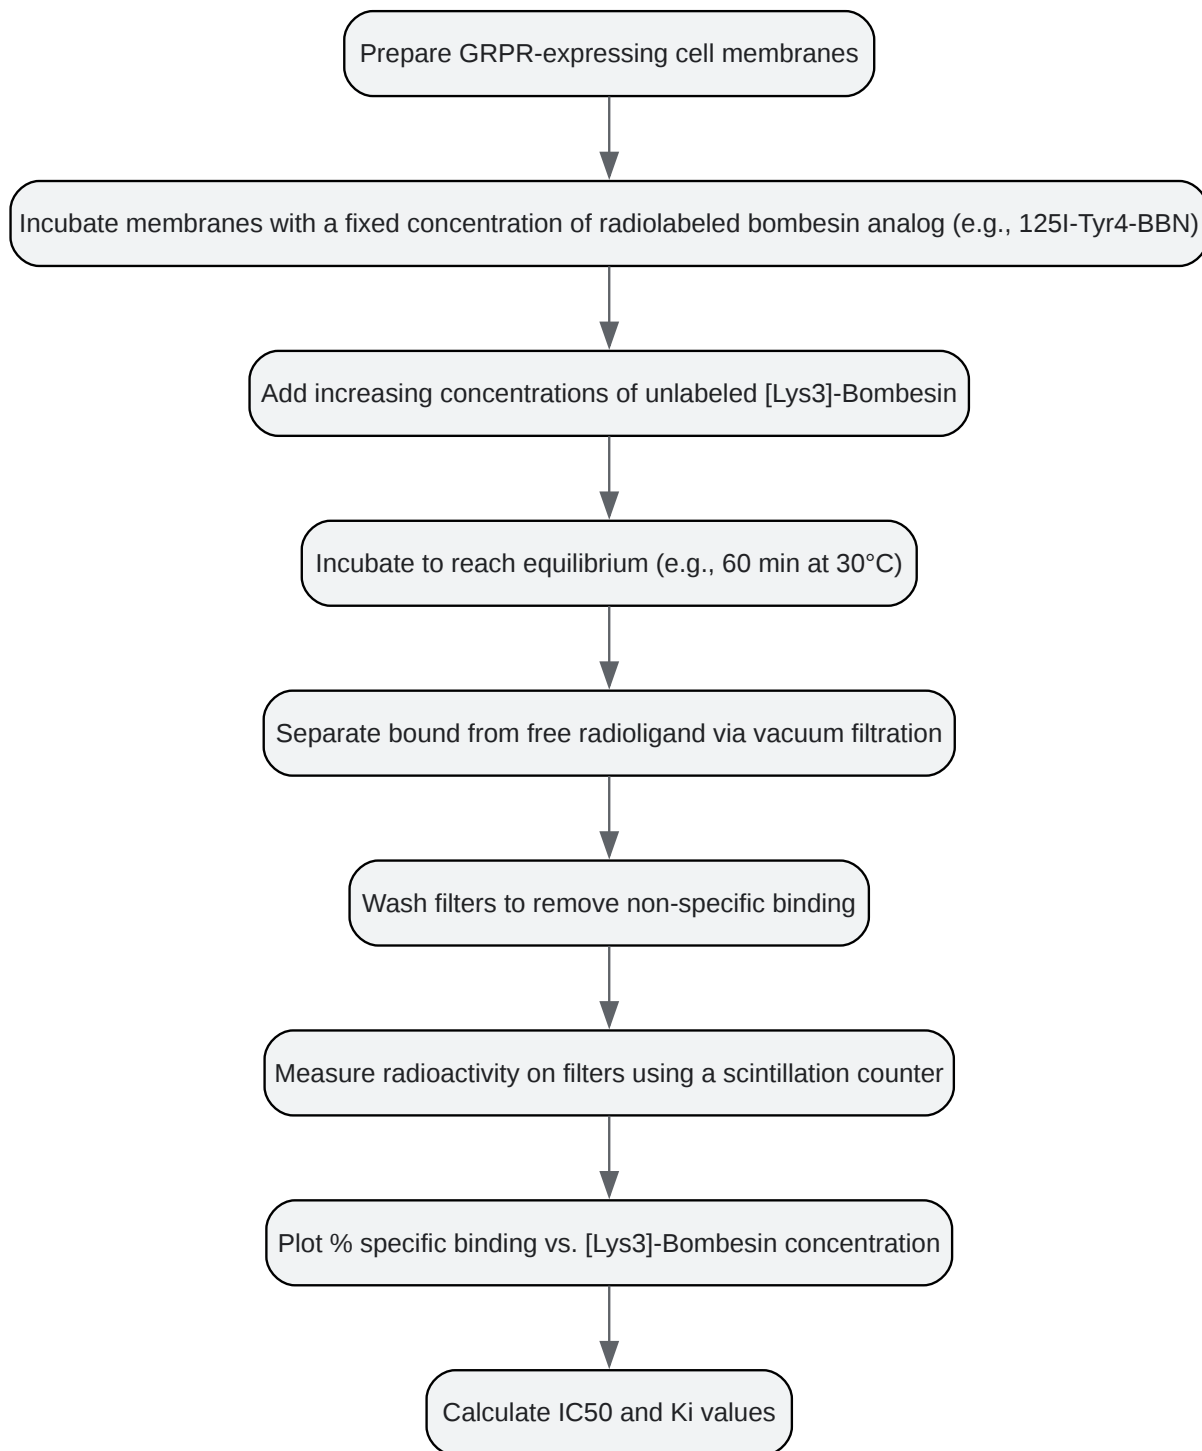 Prepare GRPR-expressing cell membranes
Incubate membranes with a fixed concentration of radiolabeled bombesin analog (e.g., 125I-Tyr4-BBN)
Add increasing concentrations of unlabeled [Lys3]-Bombesin
Incubate to reach equilibrium (e.g., 60 min at 30°C)
Separate bound from free radioligand via vacuum filtration
Wash filters to remove non-specific binding
Measure radioactivity on filters using a scintillation counter
Plot % specific binding vs. [Lys3]-Bombesin concentration
Calculate IC50 and Ki values